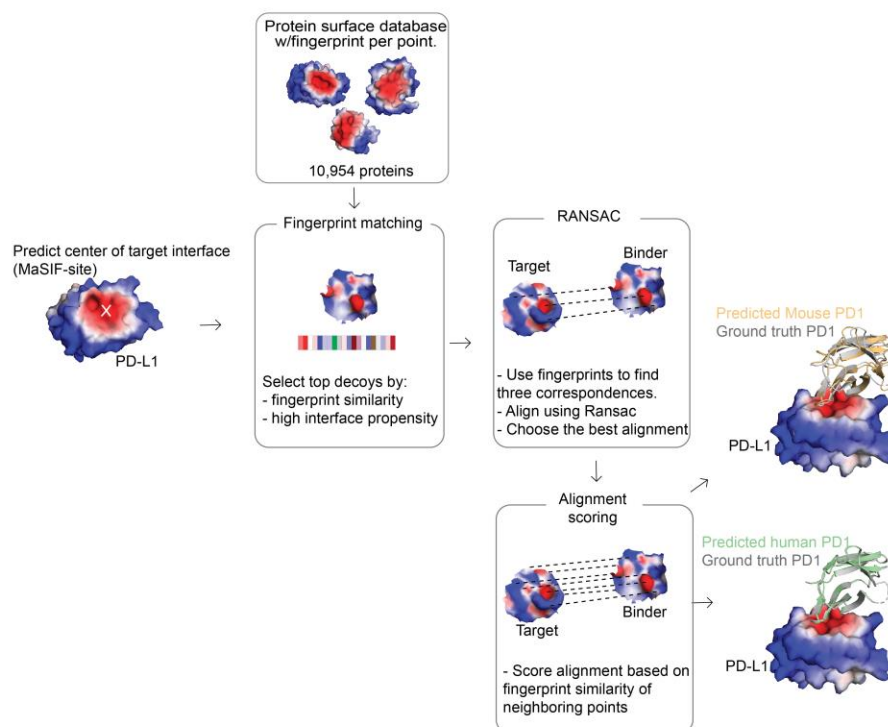 Protein surface database
w/fingerprint per point.
10,954 proteins
Predict center of target interface
(MaSIF-site)
X
PD-L1
Fingerprint matching
Select top decoys by:
- fingerprint similarity
- high interface propensity
RANSAC
Target
Binder
- Use fingerprints to find
three correspondences.
- Align using Ransac
- Choose the best alignment
Alignment
scoring
Target
Binder
- Score alignment based on
fingerprint similarity of
neighboring points
Predicted Mouse PD1
Ground truth PD1
PD-L1
Predicted human PD1
Ground truth PD1
PD-L1